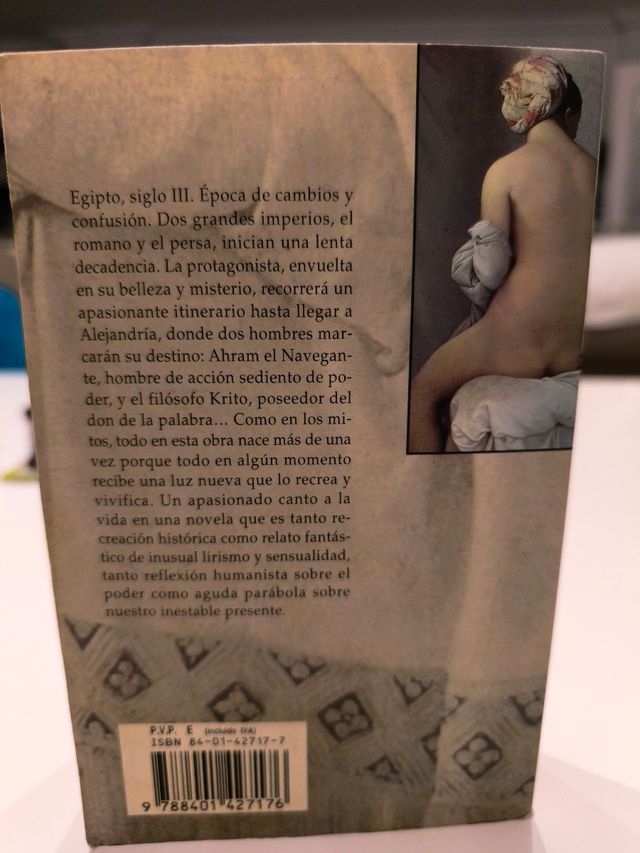 Egipto, siglo III. Época de cambios y
confusión. Dos grandes imperios, el
romano y el persa, inician una lenta
decadencia. La protagonista, envuelta
en su belleza y misterio, recorrerá un
apasionante itinerario hasta llegar a
Alejandría, donde dos hombres mar-
carán su destino: Ahram el Navegan-
te, hombre de acción sediento de po-
der, y el filósofo Krito, poseedor del
don de la palabra... Como en los mi-
tos, todo en esta obra nace más de una
vez porque todo en algún momento
recibe una luz nueva que lo recrea y
vivifica. Un apasionado canto a la
vida en una novela que es tanto re-
creación histórica como relato fantás-
tico de inusual lirismo y sensualidad,
tanto reflexión humanista sobre el
poder como aguda parábola sobre
nuestro inestable presente.
P.V.P. E (incluido IVA)
ISBN 84-01-42717-7
9 788401 427176